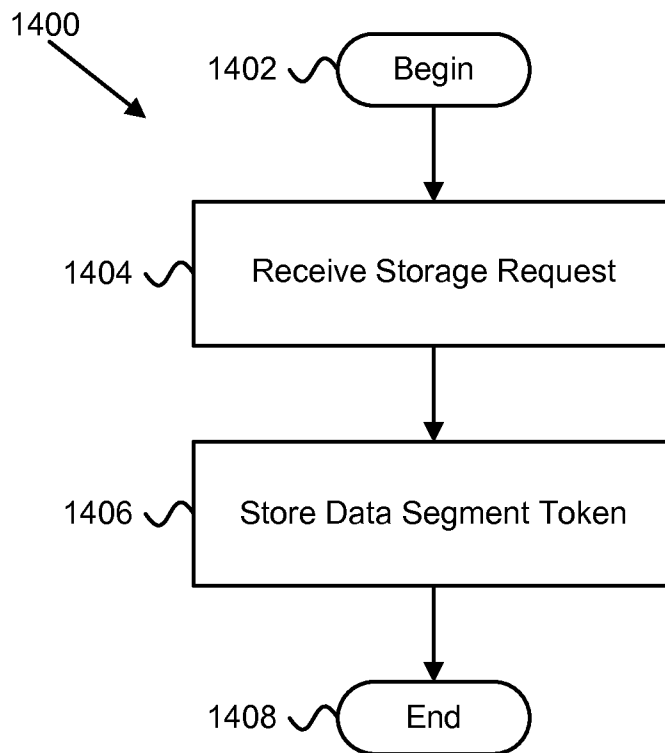 1400
1402 Begin
1404 Receive Storage Request
1406 Store Data Segment Token
1408 End